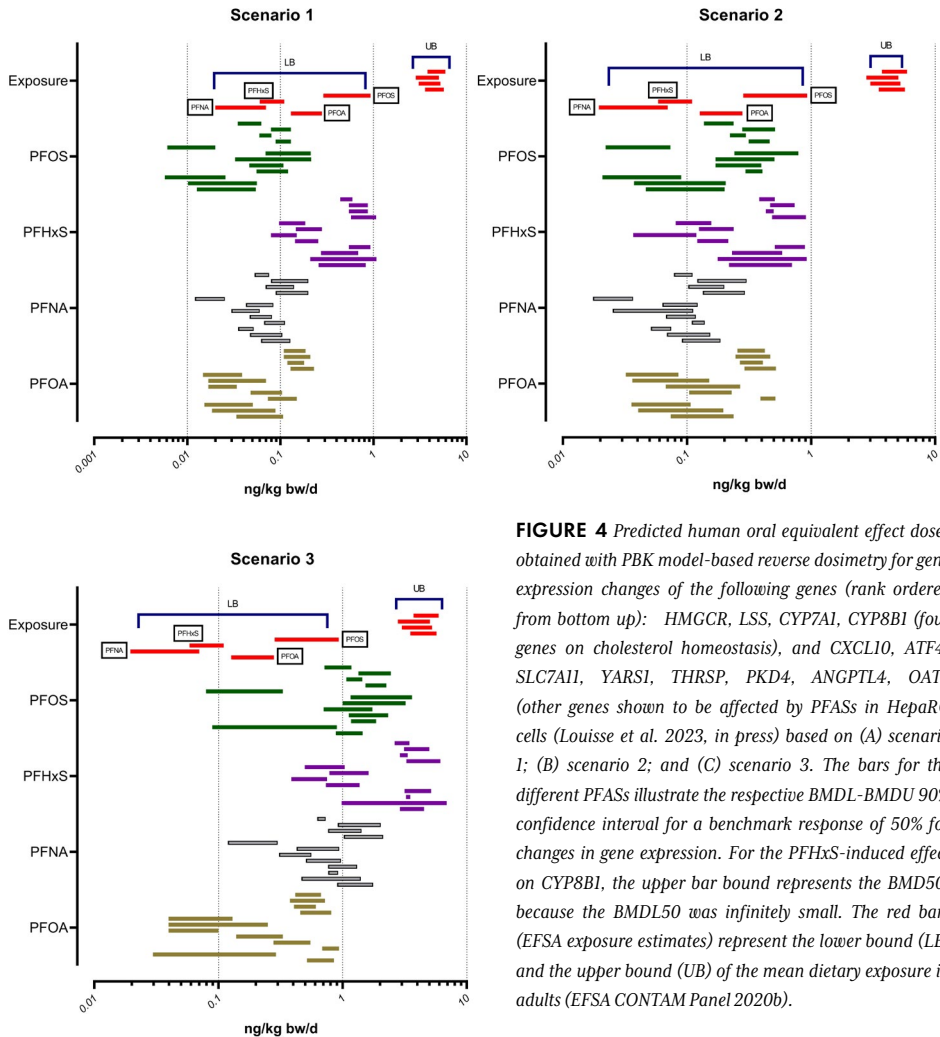 Scenario 1
UB
LB
Exposure
PFHxS
PFOS
PFNA
PFOA
PFOS
PFHxS
PFNA
PFOA
0.001
0.01
0.1
1
10
ng/kg bw/d
Scenario 2
UB
LB
Exposure
PFHxS
PFOS
PFNA
PFOA
PFOS
PFHxS
PFNA
PFOA
0.01
0.1
1
10
ng/kg bw/d
Scenario 3
UB
LB
Exposure
PFHxS
PFOS
PFNA
PFOA
PFOS
PFHxS
PFNA
PFOA
0.01
0.1
1
10
ng/kg bw/d
FIGURE 4 Predicted human oral equivalent effect dose
obtained with PBK model-based reverse dosimetry for gen
expression changes of the following genes (rank ordere
from bottom up): HMGCR, LSS, CYP7A1, CYP8B1 (fou
genes on cholesterol homeostasis), and CXCL10, ATF4
SLC7A11, YARS1, THRSP, PKD4, ANGPTL4, OAT
(other genes shown to be affected by PFASs in HepaR
cells (Louisse et al. 2023, in press) based on (A) scenari
1; (B) scenario 2; and (C) scenario 3. The bars for th
different PFASs illustrate the respective BMDL-BMDU 90%
confidence interval for a benchmark response of 50% fo
changes in gene expression. For the PFHxS-induced effec
on CYP8B1, the upper bar bound represents the BMD50
because the BMDL50 was infinitely small. The red bar
(EFSA exposure estimates) represent the lower bound (LB
and the upper bound (UB) of the mean dietary exposure i
adults (EFSA CONTAM Panel 2020b).